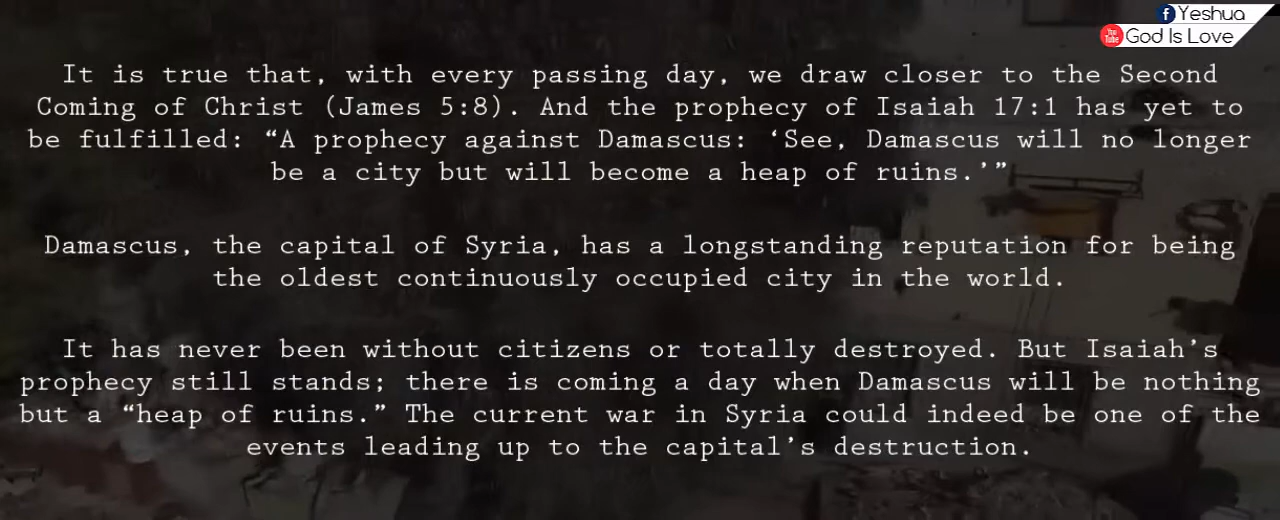 Yeshua
God Is Love
It is true that, with every passing day, we draw closer to the Second
Coming of Christ (James 5:8). And the prophecy of Isaiah 17:1 has yet to
be fulfilled: “A prophecy against Damascus: ‘See, Damascus will no longer
be a city but will become a heap of ruins.’”
Damascus, the capital of Syria, has a longstanding reputation for being
the oldest continuously occupied city in the world.
It has never been without citizens or totally destroyed. But Isaiah’s
prophecy still stands; there is coming a day when Damascus will be nothing
but a “heap of ruins.” The current war in Syria could indeed be one of the
events leading up to the capital’s destruction.